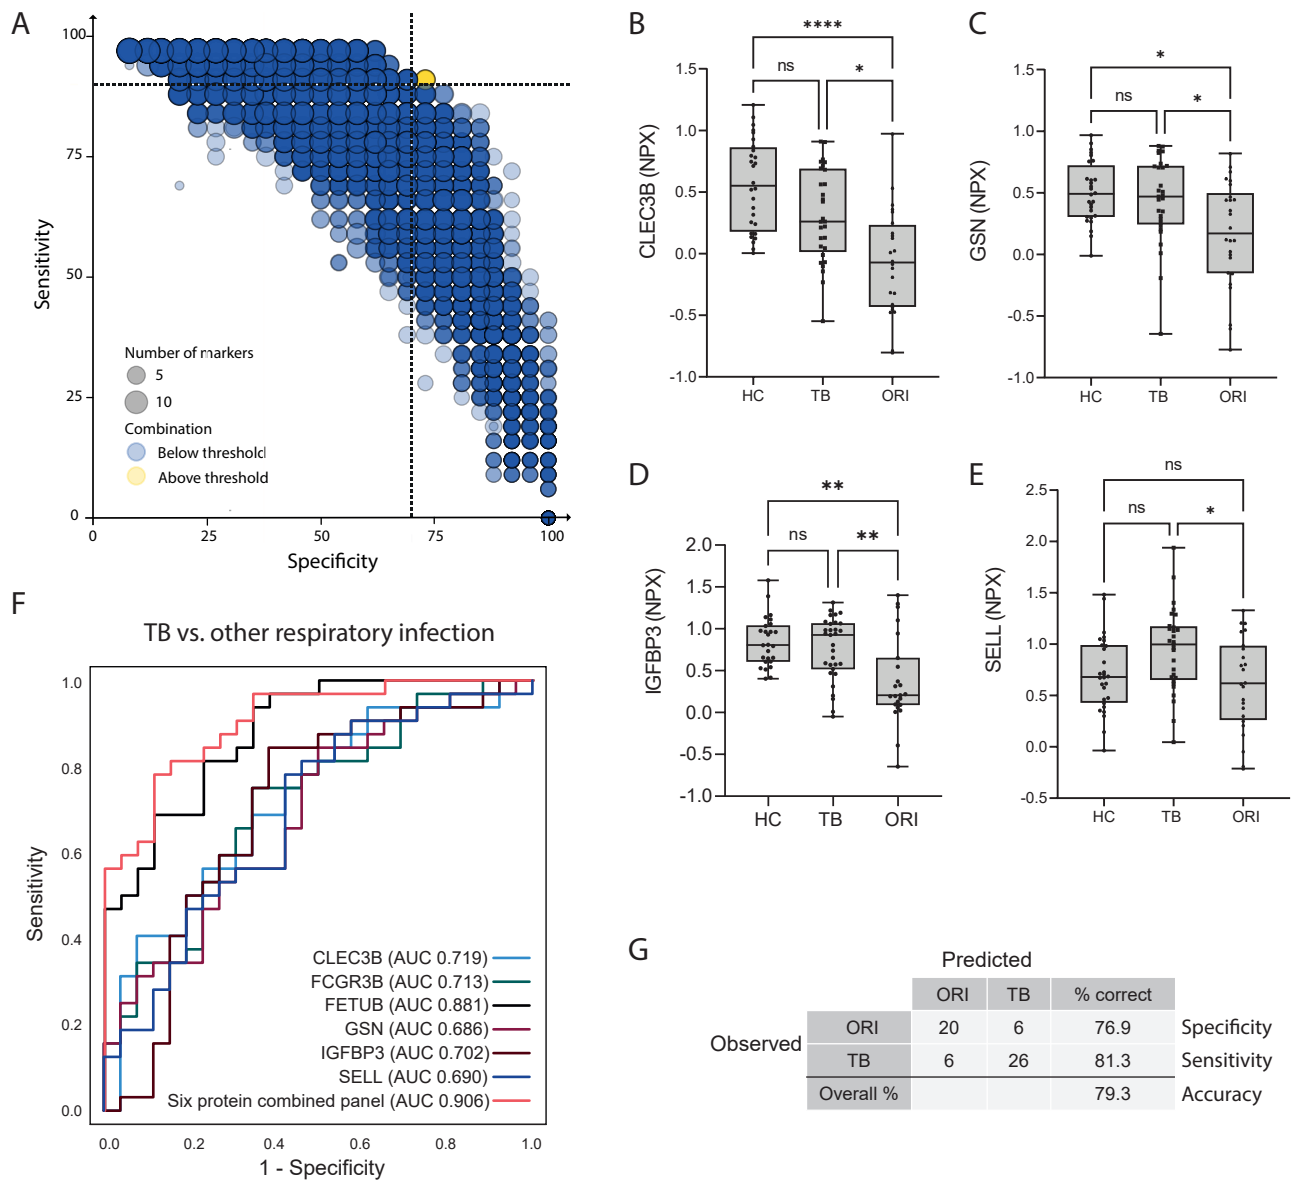 A
100
75
50
25
0
Sensitivity
Number of markers
5
10
Combination
Below threshold
Above threshold
0
25
50
75
100
Specificity
B
****
ns
*
1.5
1.0
0.5
0.0
-0.5
-1.0
CLEC3B (NPX)
HC
TB
ORI
C
*
ns
*
1.5
1.0
0.5
0.0
-0.5
-1.0
GSN (NPX)
HC
TB
ORI
D
**
ns
**
2.0
1.5
1.0
0.5
0.0
-0.5
-1.0
IGFBP3 (NPX)
HC
TB
ORI
E
ns
ns
*
2.5
2.0
1.5
1.0
0.5
0.0
-0.5
SELL (NPX)
HC
TB
ORI
F
TB vs. other respiratory infection
1.0
0.8
0.6
0.4
0.2
0.0
Sensitivity
CLEC3B (AUC 0.719)
FCGR3B (AUC 0.713)
FETUB (AUC 0.881)
GSN (AUC 0.686)
IGFBP3 (AUC 0.702)
SELL (AUC 0.690)
Six protein combined panel (AUC 0.906)
0.0
0.2
0.4
0.6
0.8
1.0
1 - Specificity
G
Predicted
ORI TB % correct
Observed
ORI 20 6 76.9 Specificity
TB 6 26 81.3 Sensitivity
Overall % 79.3 Accuracy